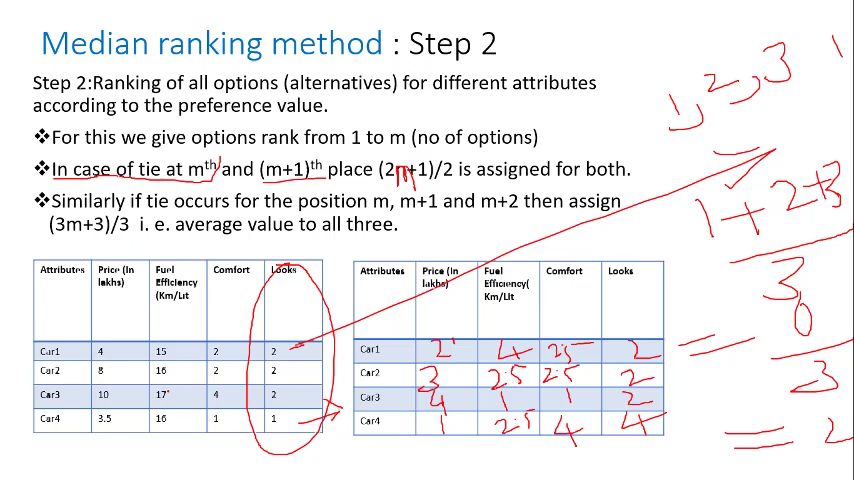 Median ranking method : Step 2
Step 2:Ranking of all options (alternatives) for different attributes
according to the preference value.
❖For this we give options rank from 1 to m (no of options)
❖In case of tie at mth and (m+1)th place (2m+1)/2 is assigned for both.
❖Similarly if tie occurs for the position m, m+1 and m+2 then assign
(3m+3)/3 i. e. average value to all three.
Attributes Price (In lakhs) Fuel Efficiency (Km/Lit Comfort Looks
Car1 4 15 2 2
Car2 8 16 2 2
Car3 10 17 4 2
Car4 3.5 16 1 1
Attributes Price (In lakhs) Fuel Efficiency( Km/Lit Comfort Looks
Car1 2 4 2.5 2
Car2 3 2.5 2.5 2
Car3 4 1 1 2
Car4 1 2.5 4 4
1, 2, 3
1+2+3
3
=
3
= 2